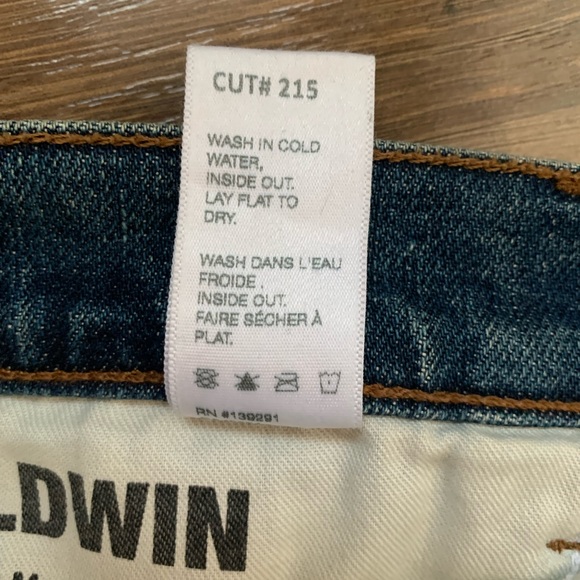 CUT# 215
WASH IN COLD
WATER,
INSIDE OUT.
LAY FLAT TO
DRY.
WASH DANS L'EAU
FROIDE .
INSIDE OUT.
FAIRE SÉCHER À
PLAT.
RN #139291
LDWIN